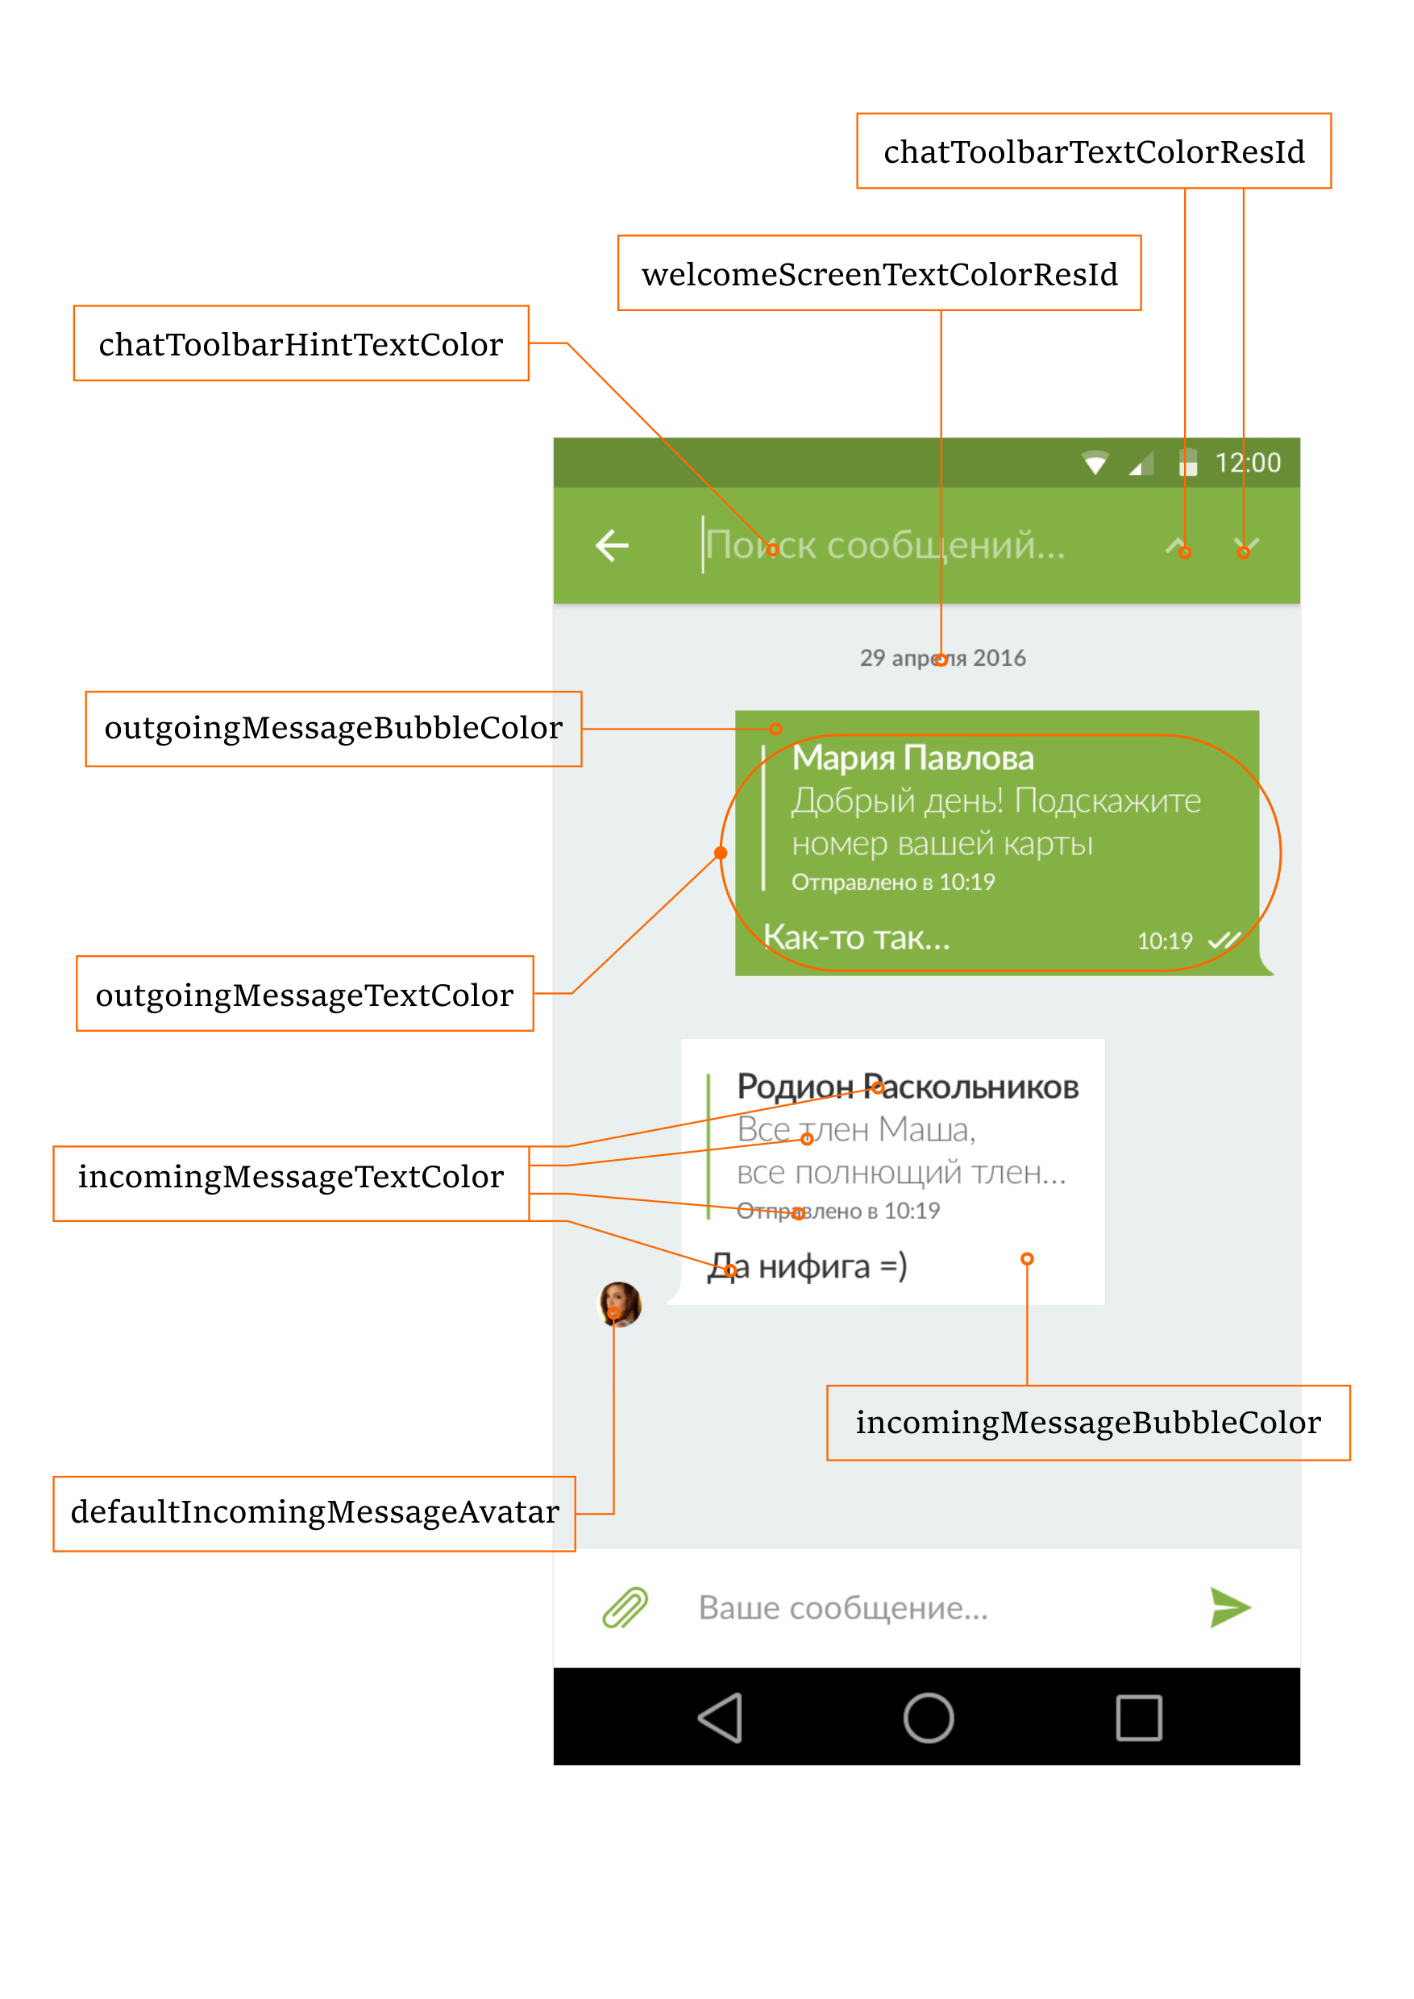 chatToolbarTextColorResId
welcomeScreenTextColorResId
chatToolbarHintTextColor
12:00
Поиск сообщений...
29 апреля 2016
outgoingMessageBubbleColor
Мария Павлова
Добрый день! Подскажите
номер вашей карты
Отправлено в 10:19
Как-то так...
10:19
outgoingMessageTextColor
Родион Раскольников
Все тлен Маша,
все полнющий тлен...
incomingMessageTextColor
Отправлено в 10:19
Да нифига =)
incomingMessageBubbleColor
defaultIncomingMessageAvatar
Ваше сообщение...